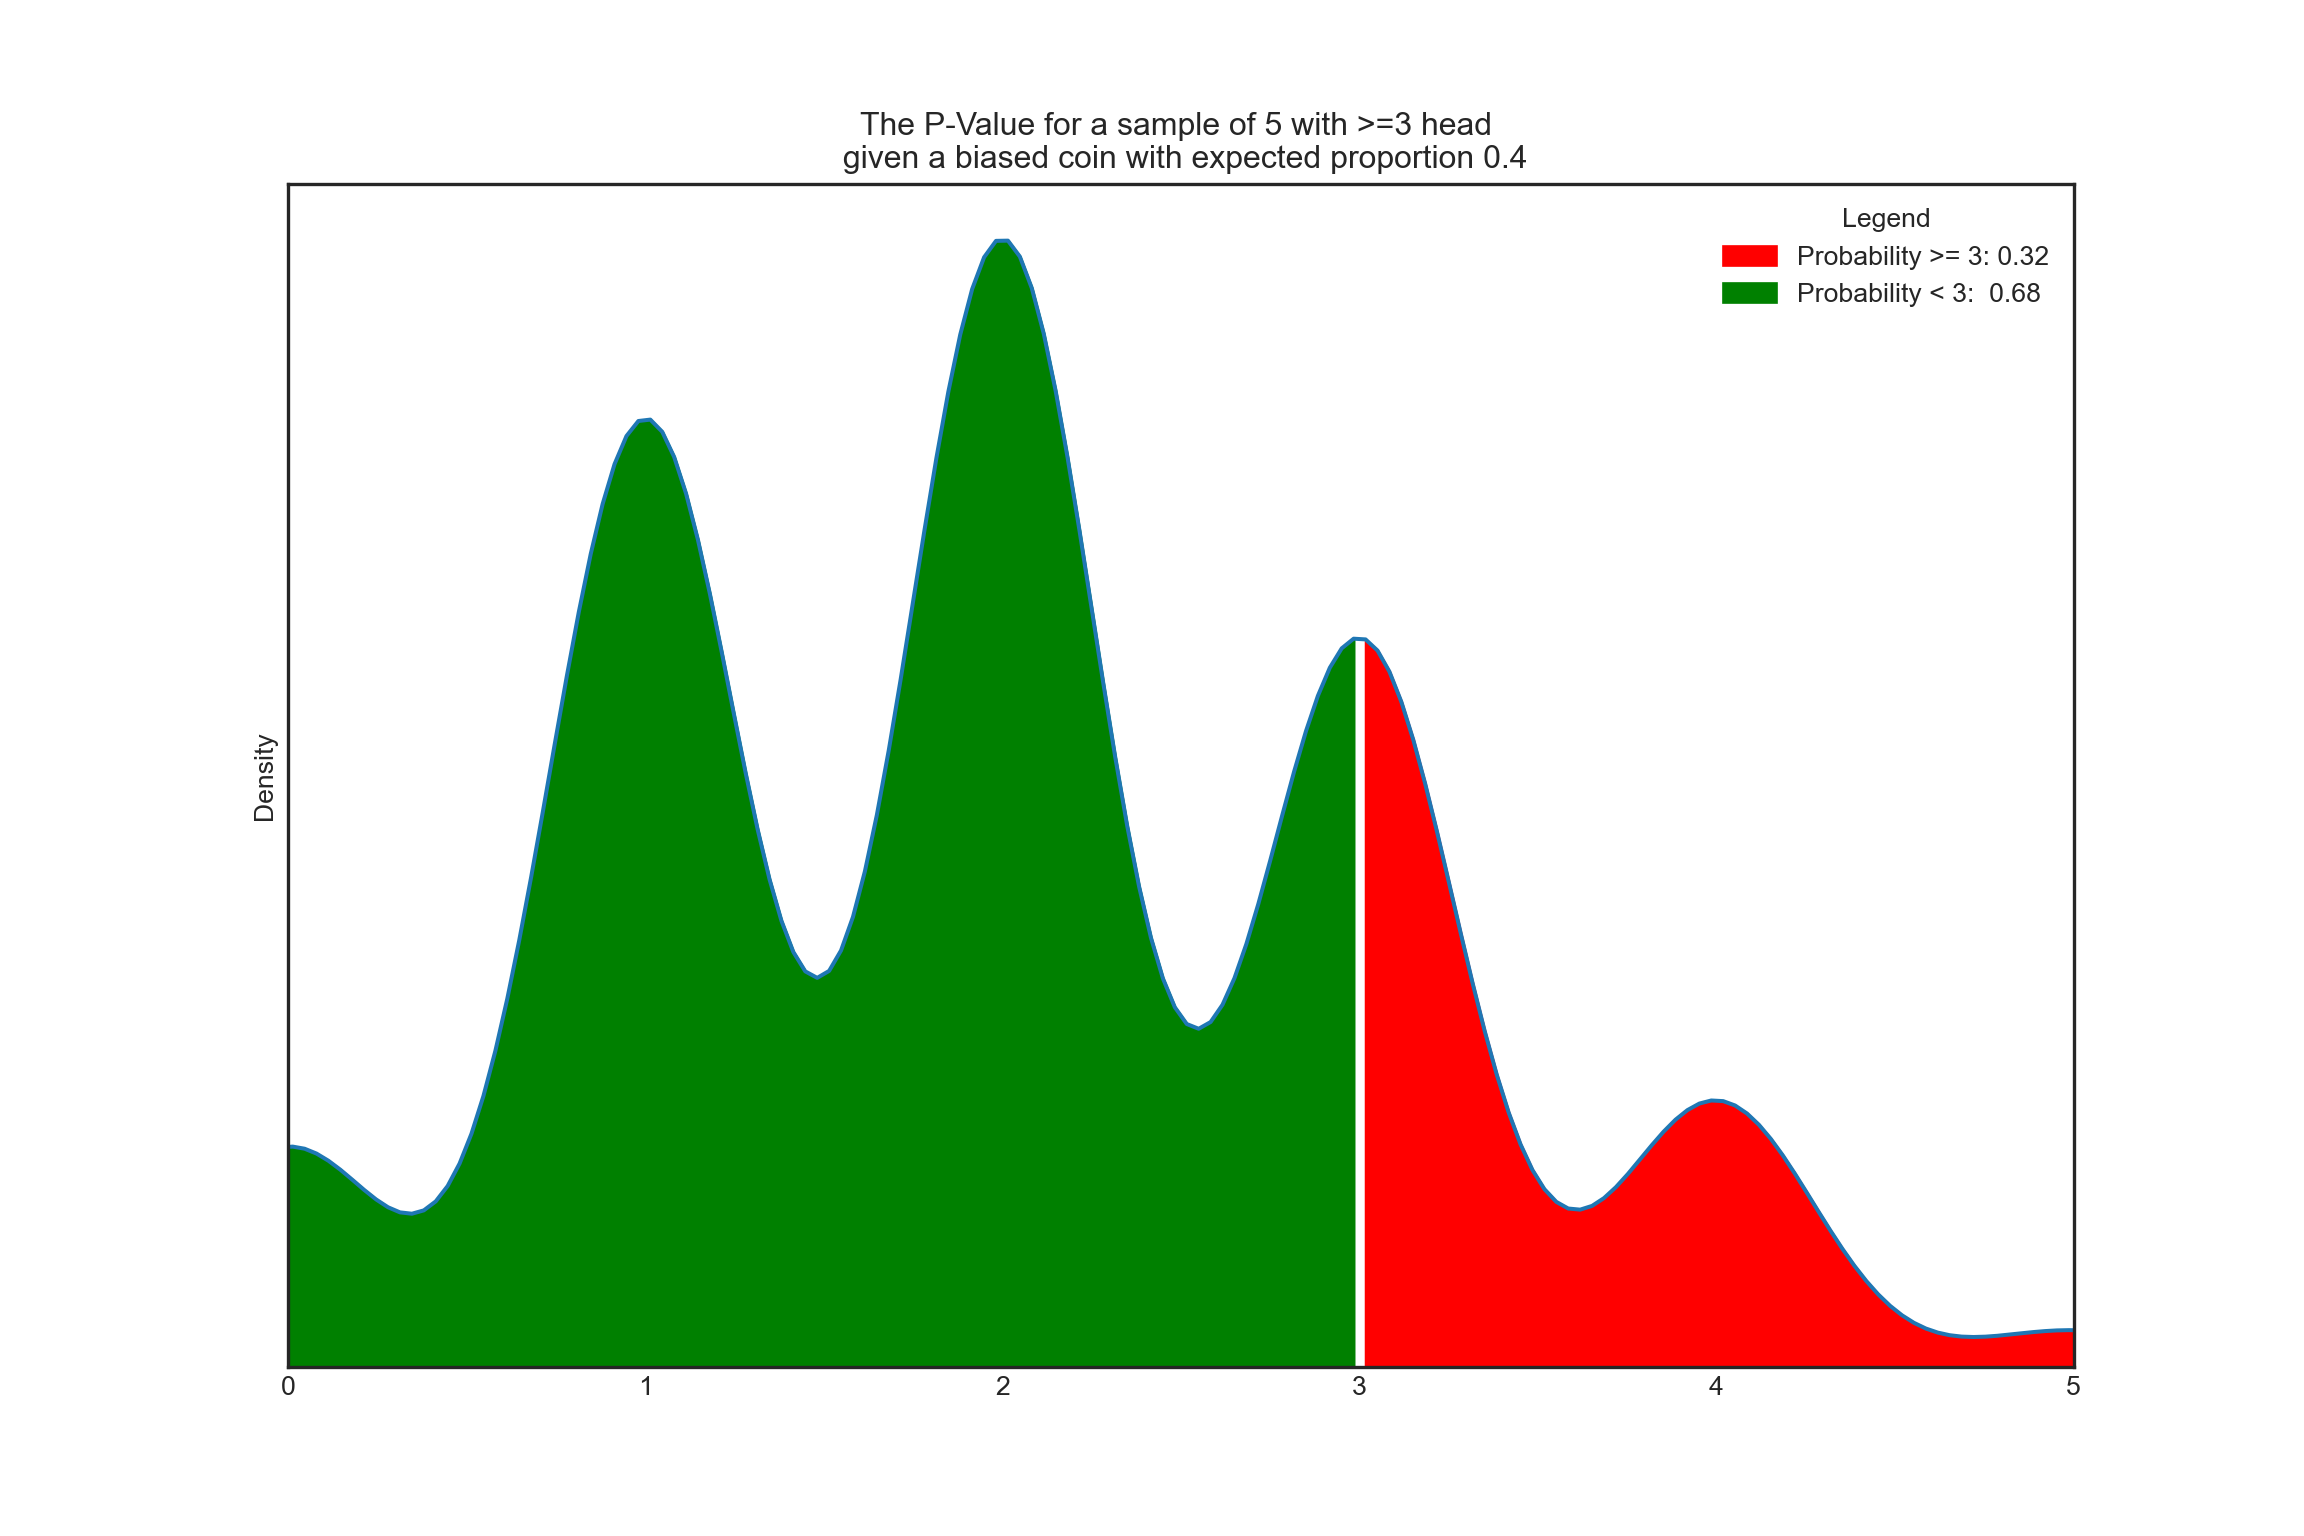 The P-Value for a sample of 5 with >=3 head
given a biased coin with expected proportion 0.4
Legend
Probability >= 3: 0.32
Probability < 3:  0.68
Density
0 1 2 3 4 5